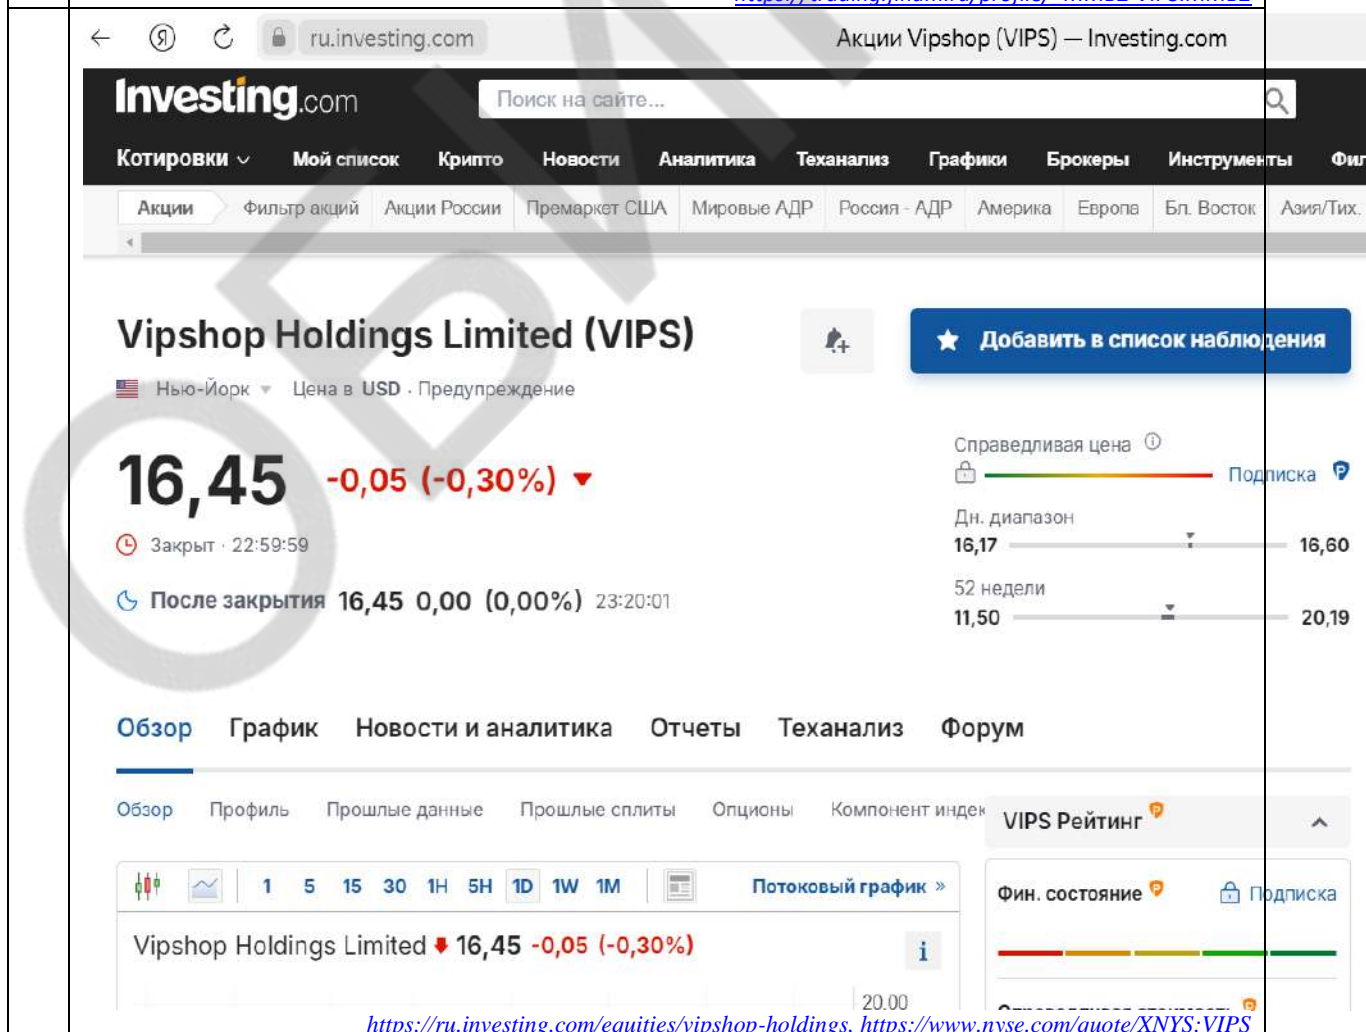 ru.investing.com
Акции Vipshop (VIPS) — Investing.com
Investing.com
Поиск на сайте...
Котировки Мой список Крипто Новости Аналитика Теханализ Графики Брокеры Инструменты
Акции Фильтр акций Акции России Премаркет США Мировые АДР Россия - АДР Америка Европа Бл. Восток Азия/Тих.
Vipshop Holdings Limited (VIPS)
Добавить в список наблюдения
Нью-Йорк Цена в USD · Предупреждение
16,45 -0,05 (-0,30%)
Справедливая цена
Подписка
Дн. диапазон
16,17 16,60
Закрыт · 22:59:59
52 недели
11,50 20,19
После закрытия 16,45 0,00 (0,00%) 23:20:01
Обзор График Новости и аналитика Отчеты Теханализ Форум
Обзор Профиль Прошлые данные Прошлые сплиты Опционы Компонент индек
VIPS Рейтинг
1 5 15 30 1H 5H 1D 1W 1M Потоковый график »
Фин. состояние Подписка
Vipshop Holdings Limited 16,45 -0,05 (-0,30%)
20.00
https://ru.investing.com/equities/vipshop-holdings, https://www.nyse.com/quote/XNYS:VIPS